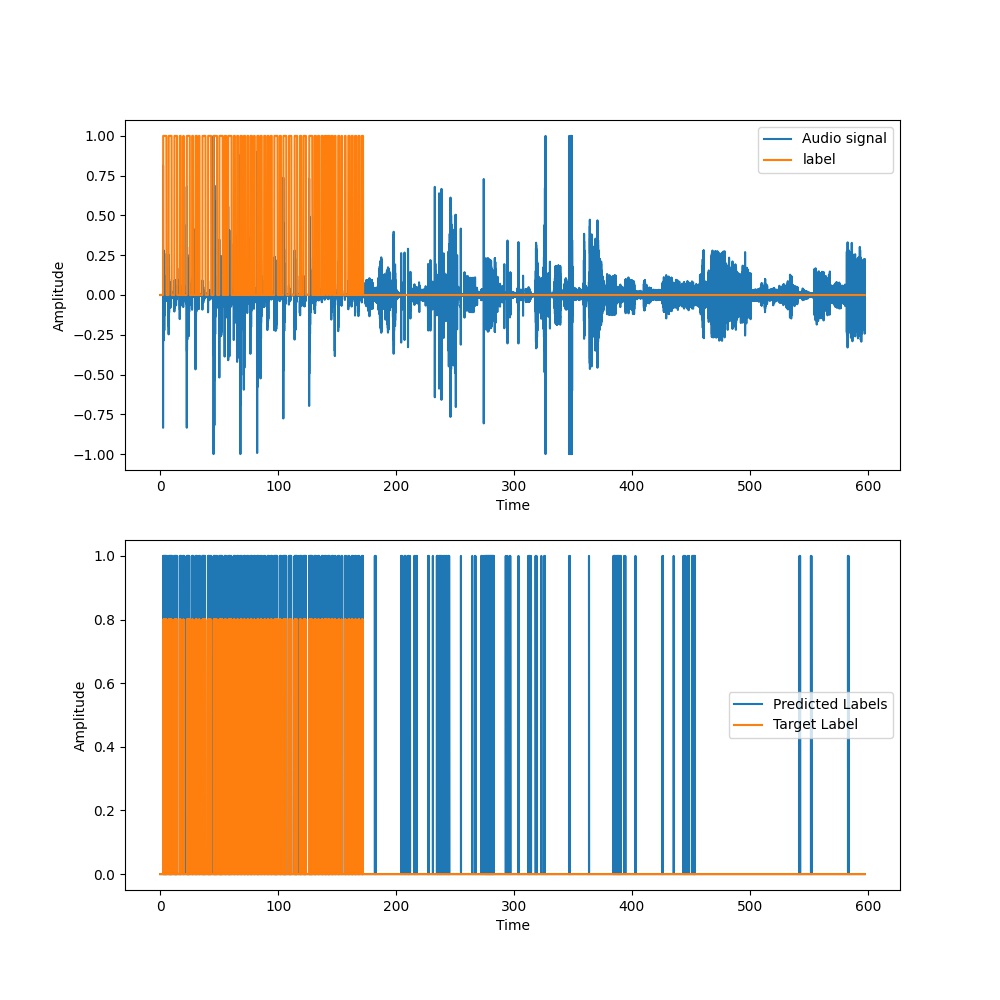 1.00
0.75
0.50
0.25
0.00
−0.25
−0.50
−0.75
−1.00
Amplitude
Audio signal
label
0 100 200 300 400 500 600
Time
1.0
0.8
0.6
0.4
0.2
0.0
Amplitude
Predicted Labels
Target Label
0 100 200 300 400 500 600
Time